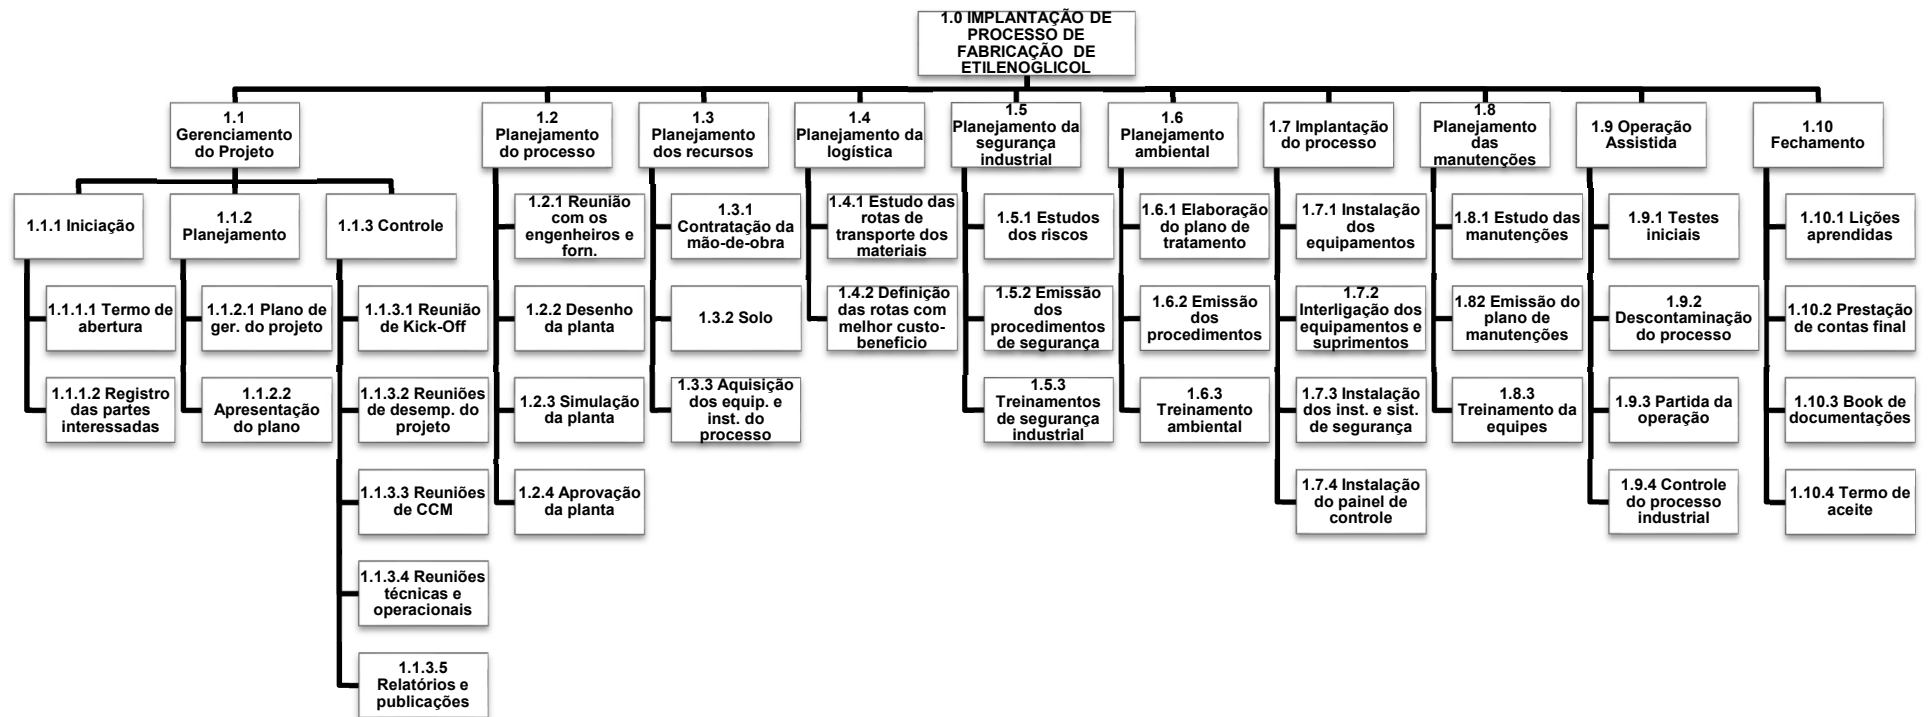 1.0 IMPLANTAÇÃO DE
PROCESSO DE
FABRICAÇÃO DE
ETILENOGLICOL
1.1
Gerenciamento
do Projeto
1.1.1 Iniciação
1.1.1.1 Termo de
abertura
1.1.1.2 Registro
das partes
interessadas
1.1.2
Planejamento
1.1.2.1 Plano de
ger. do projeto
1.1.2.2
Apresentação
do plano
1.1.3 Controle
1.1.3.1 Reunião
de Kick-Off
1.1.3.2 Reuniões
de desemp. do
projeto
1.1.3.3 Reuniões
de CCM
1.1.3.4 Reuniões
técnicas e
operacionais
1.1.3.5
Relatórios e
publicações
1.2
Planejamento
do processo
1.2.1 Reunião
com os
engenheiros e
forn.
1.2.2 Desenho
da planta
1.2.3 Simulação
da planta
1.2.4 Aprovação
da planta
1.3
Planejamento
dos recursos
1.3.1
Contratação da
mão-de-obra
1.3.2 Solo
1.3.3 Aquisição
dos equip. e
inst. do
processo
1.4
Planejamento da
logística
1.4.1 Estudo das
rotas de
transporte dos
materiais
1.4.2 Definição
das rotas com
melhor custo-
beneficio
1.5
Planejamento da
segurança
industrial
1.5.1 Estudos
dos riscos
1.5.2 Emissão
dos
procedimentos
de segurança
1.5.3
Treinamentos
de segurança
industrial
1.6
Planejamento
ambiental
1.6.1 Elaboração
do plano de
tratamento
1.6.2 Emissão
dos
procedimentos
1.6.3
Treinamento
ambiental
1.7 Implantação
do processo
1.7.1 Instalação
dos
equipamentos
1.7.2
Interligação dos
equipamentos e
suprimentos
1.7.3 Instalação
dos inst. e sist.
de segurança
1.7.4 Instalação
do painel de
controle
1.8
Planejamento
das
manutenções
1.8.1 Estudo das
manutenções
1.82 Emissão do
plano de
manutenções
1.8.3
Treinamento da
equipes
1.9 Operação
Assistida
1.9.1 Testes
iniciais
1.9.2
Descontaminação
do processo
1.9.3 Partida da
operação
1.9.4 Controle
do processo
industrial
1.10
Fechamento
1.10.1 Lições
aprendidas
1.10.2 Prestação
de contas final
1.10.3 Book de
documentações
1.10.4 Termo de
aceite